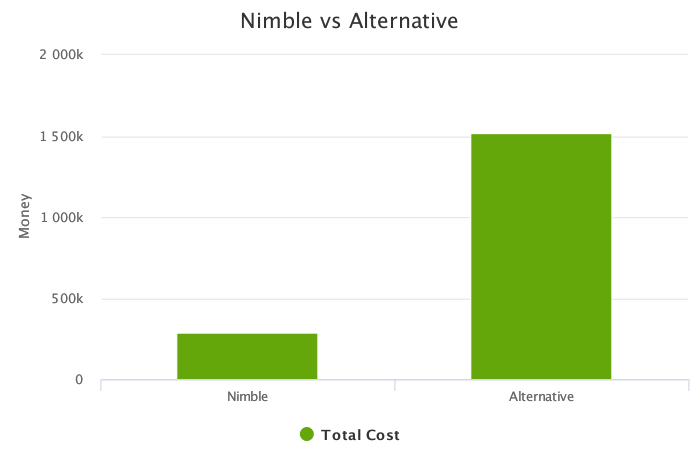 Nimble vs Alternative
2 000k
1 500k
1 000k
500k
0
Money
Nimble
Alternative
Total Cost